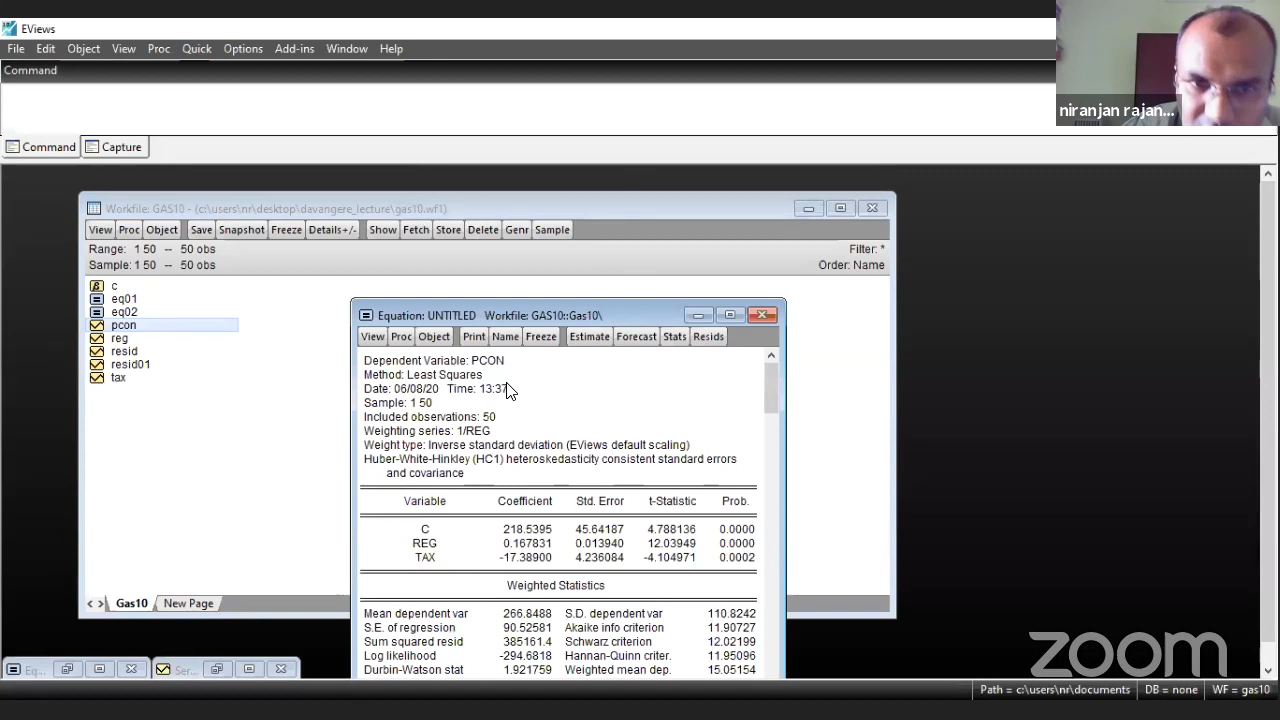 EViews
File Edit Object View Proc Quick Options Add-ins Window Help
Command
niranjan rajan...
Command Capture
Workfile: GAS10 - (c:\users\nr\desktop\davangere_lecture\gas10.wf1)
View Proc Object Save Snapshot Freeze Details+/- Show Fetch Store Delete Genr Sample
Range: 1 50 -- 50 obs Filter: *
Sample: 1 50 -- 50 obs Order: Name
c
eq01
eq02
pcon
reg
resid
resid01
tax
Equation: UNTITLED Workfile: GAS10::Gas10\
View Proc Object Print Name Freeze Estimate Forecast Stats Resids
Dependent Variable: PCON
Method: Least Squares
Date: 06/08/20 Time: 13:37
Sample: 1 50
Included observations: 50
Weighting series: 1/REG
Weight type: Inverse standard deviation (EViews default scaling)
Huber-White-Hinkley (HC1) heteroskedasticity consistent standard errors
and covariance
Variable Coefficient Std. Error t-Statistic Prob.
C 218.5395 45.64187 4.788136 0.0000
REG 0.167831 0.013940 12.03949 0.0000
TAX -17.38900 4.236084 -4.104971 0.0002
Weighted Statistics
Mean dependent var 266.8488 S.D. dependent var 110.8242
S.E. of regression 90.52581 Akaike info criterion 11.90727
Sum squared resid 385161.4 Schwarz criterion 12.02199
Log likelihood -294.6818 Hannan-Quinn criter. 11.95096
Durbin-Watson stat 1.921759 Weighted mean dep. 15.05154
Gas10 New Page
Eq... Ser...
zoom
Path = c:\users\nr\documents DB = none WF = gas10